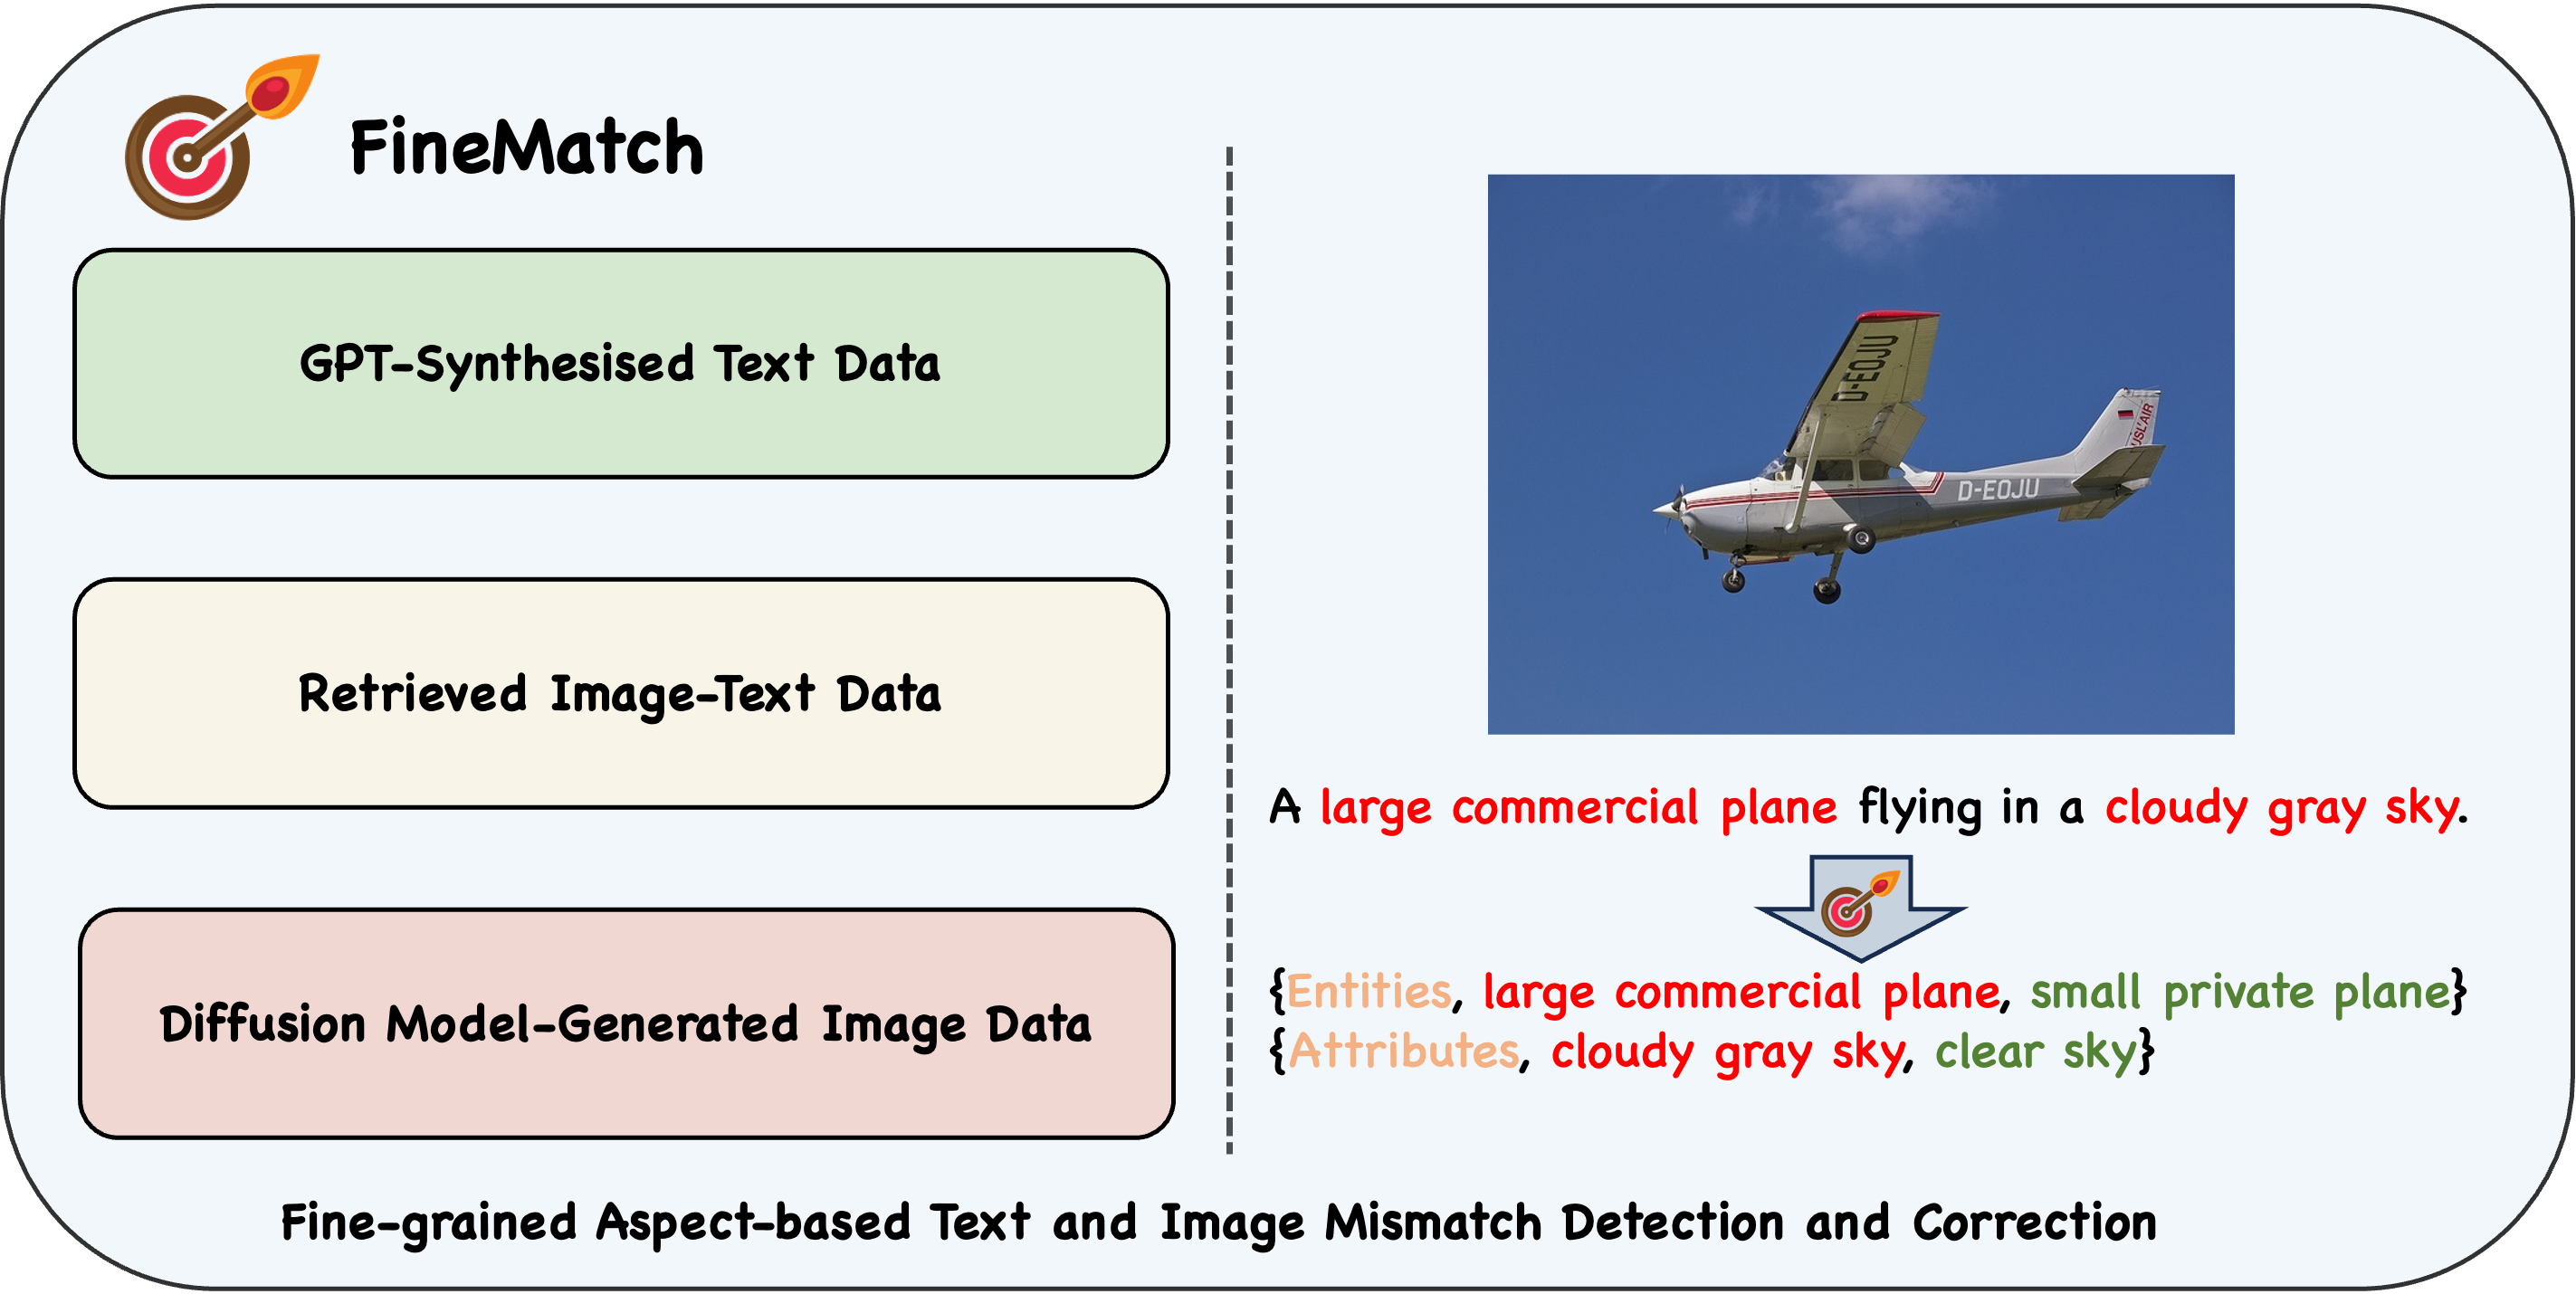 FineMatch
GPT-Synthesised Text Data
Retrieved Image-Text Data
Diffusion Model-Generated Image Data
D-EOJU
USL'AIR
D-EOJU
A large commercial plane flying in a cloudy gray sky.
{Entities, large commercial plane, small private plane}
{Attributes, cloudy gray sky, clear sky}
Fine-grained Aspect-based Text and Image Mismatch Detection and Correction